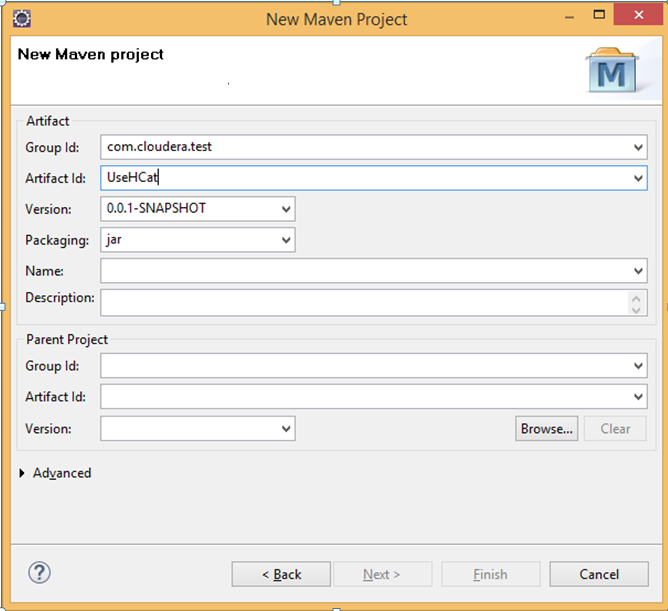 New Maven Project
New Maven project
M
Artifact
Group Id: com.cloudera.test
Artifact Id: UseHCat
Version: 0.0.1-SNAPSHOT
Packaging: jar
Name:
Description:
Parent Project
Group Id:
Artifact Id:
Version: Browse... Clear
Advanced
? < Back Next > Finish Cancel